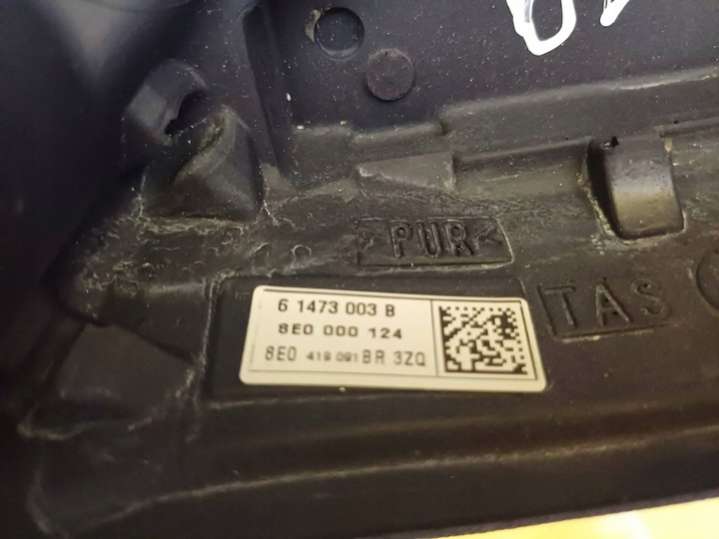 >PUR<
6 1473 003 B
8E0 000 124
8E0 419 091 BR 3ZQ
TAS